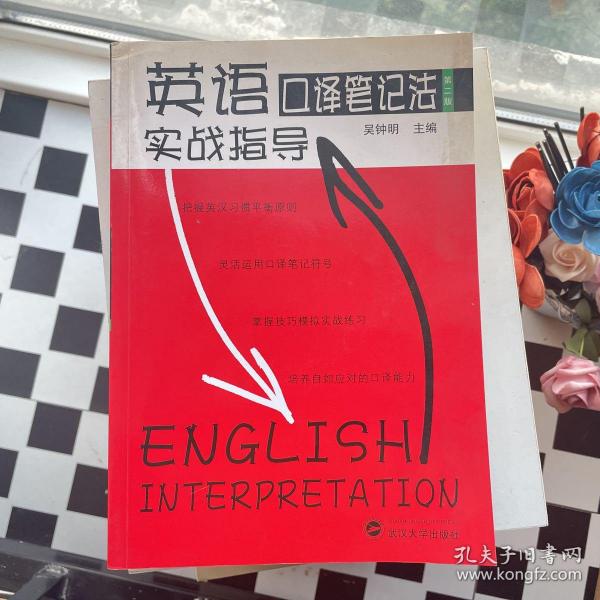 英语口译笔记法
第二版
实战指导
吴钟明 主编
把握英汉习惯平衡原则
灵活运用口译笔记符号
掌握技巧模拟实战练习
培养自如应对的口译能力
ENGLISH
INTERPRETATION
武汉大学出版社
孔夫子旧书网
www.kongfz.com